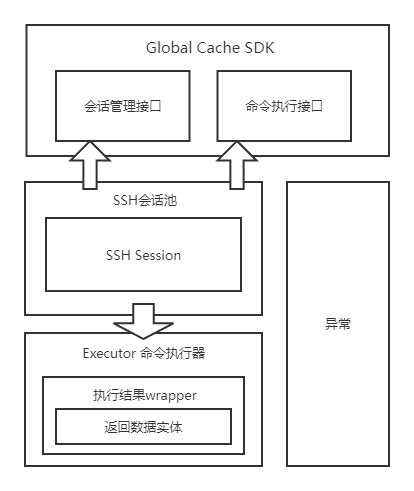 Global Cache SDK
会话管理接口
命令执行接口
SSH会话池
SSH Session
异常
Executor 命令执行器
执行结果wrapper
返回数据实体